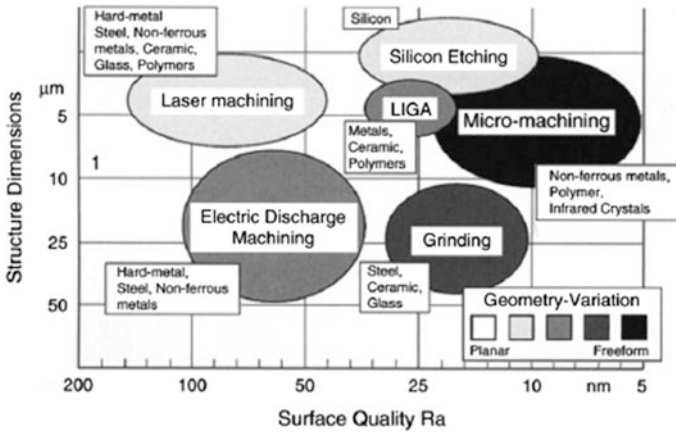 Hard-metal
Steel, Non-ferrous
metals, Ceramic,
Glass, Polymers
Silicon
Silicon Etching
Laser machining
LIGA
Micro-machining
Metals,
Ceramic,
Polymers
Non-ferrous metals,
Polymer,
Infrared Crystals
Electric Discharge
Machining
Grinding
Hard-metal,
Steel, Non-ferrous
metals
Steel,
Ceramic,
Glass
Geometry-Variation
Planar Freeform
Structure Dimensions
µm
5
1
10
25
50
200 100 50 25 10 nm 5
Surface Quality Ra